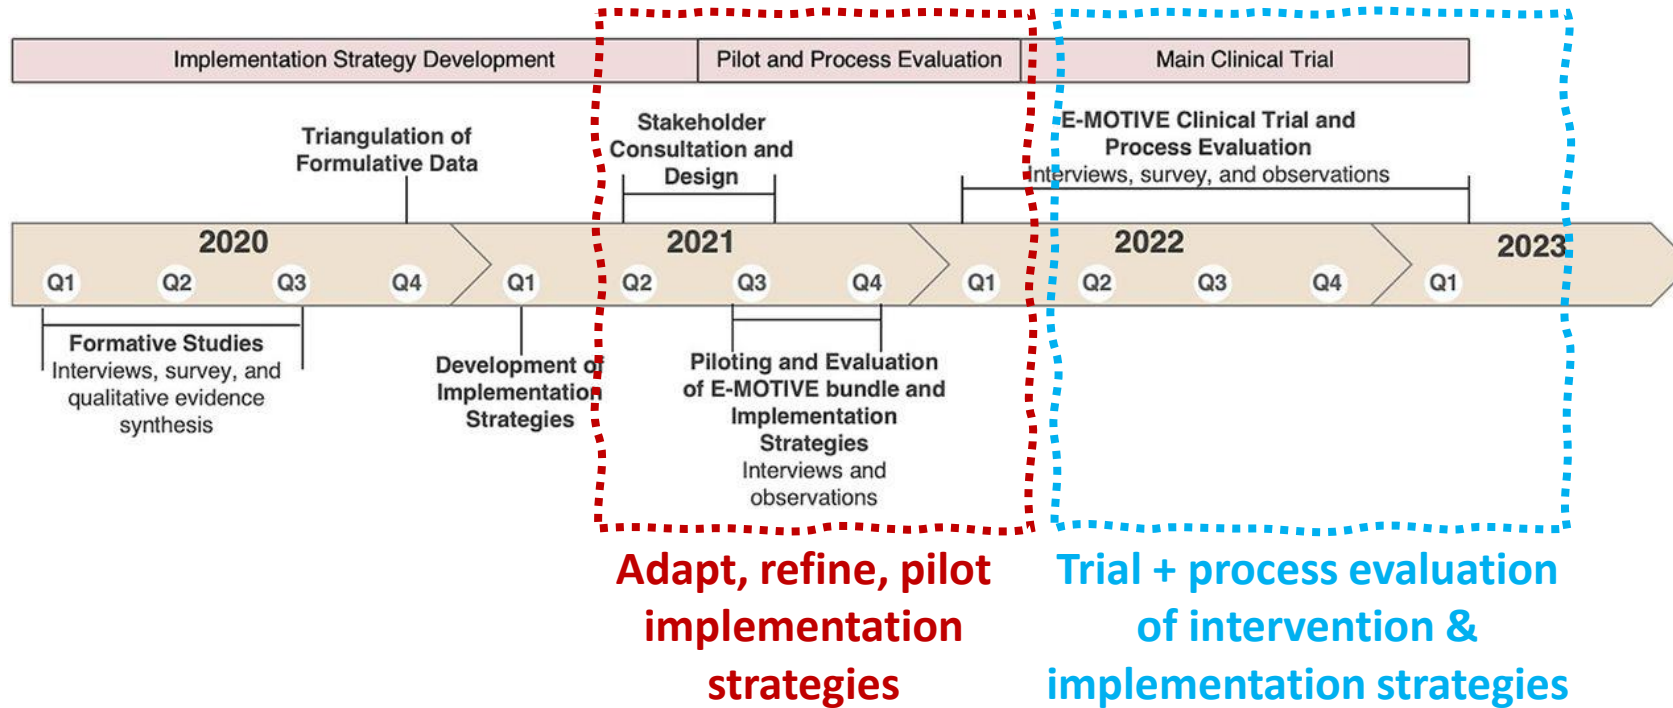 Implementation Strategy Development
Pilot and Process Evaluation
Main Clinical Trial
Triangulation of
Formulative Data
Stakeholder
Consultation and
Design
E-MOTIVE Clinical Trial and
Process Evaluation
Interviews, survey, and observations
2020
2021
2022
2023
Q1
Q2
Q3
Q4
Q1
Q2
Q3
Q4
Q1
Q2
Q3
Q4
Q1
Formative Studies
Interviews, survey, and
qualitative evidence
synthesis
Development of
Implementation
Strategies
Piloting and Evaluation
of E-MOTIVE bundle and
Implementation
Strategies
Interviews and
observations
Adapt, refine, pilot
implementation
strategies
Trial + process evaluation
of intervention &
implementation strategies